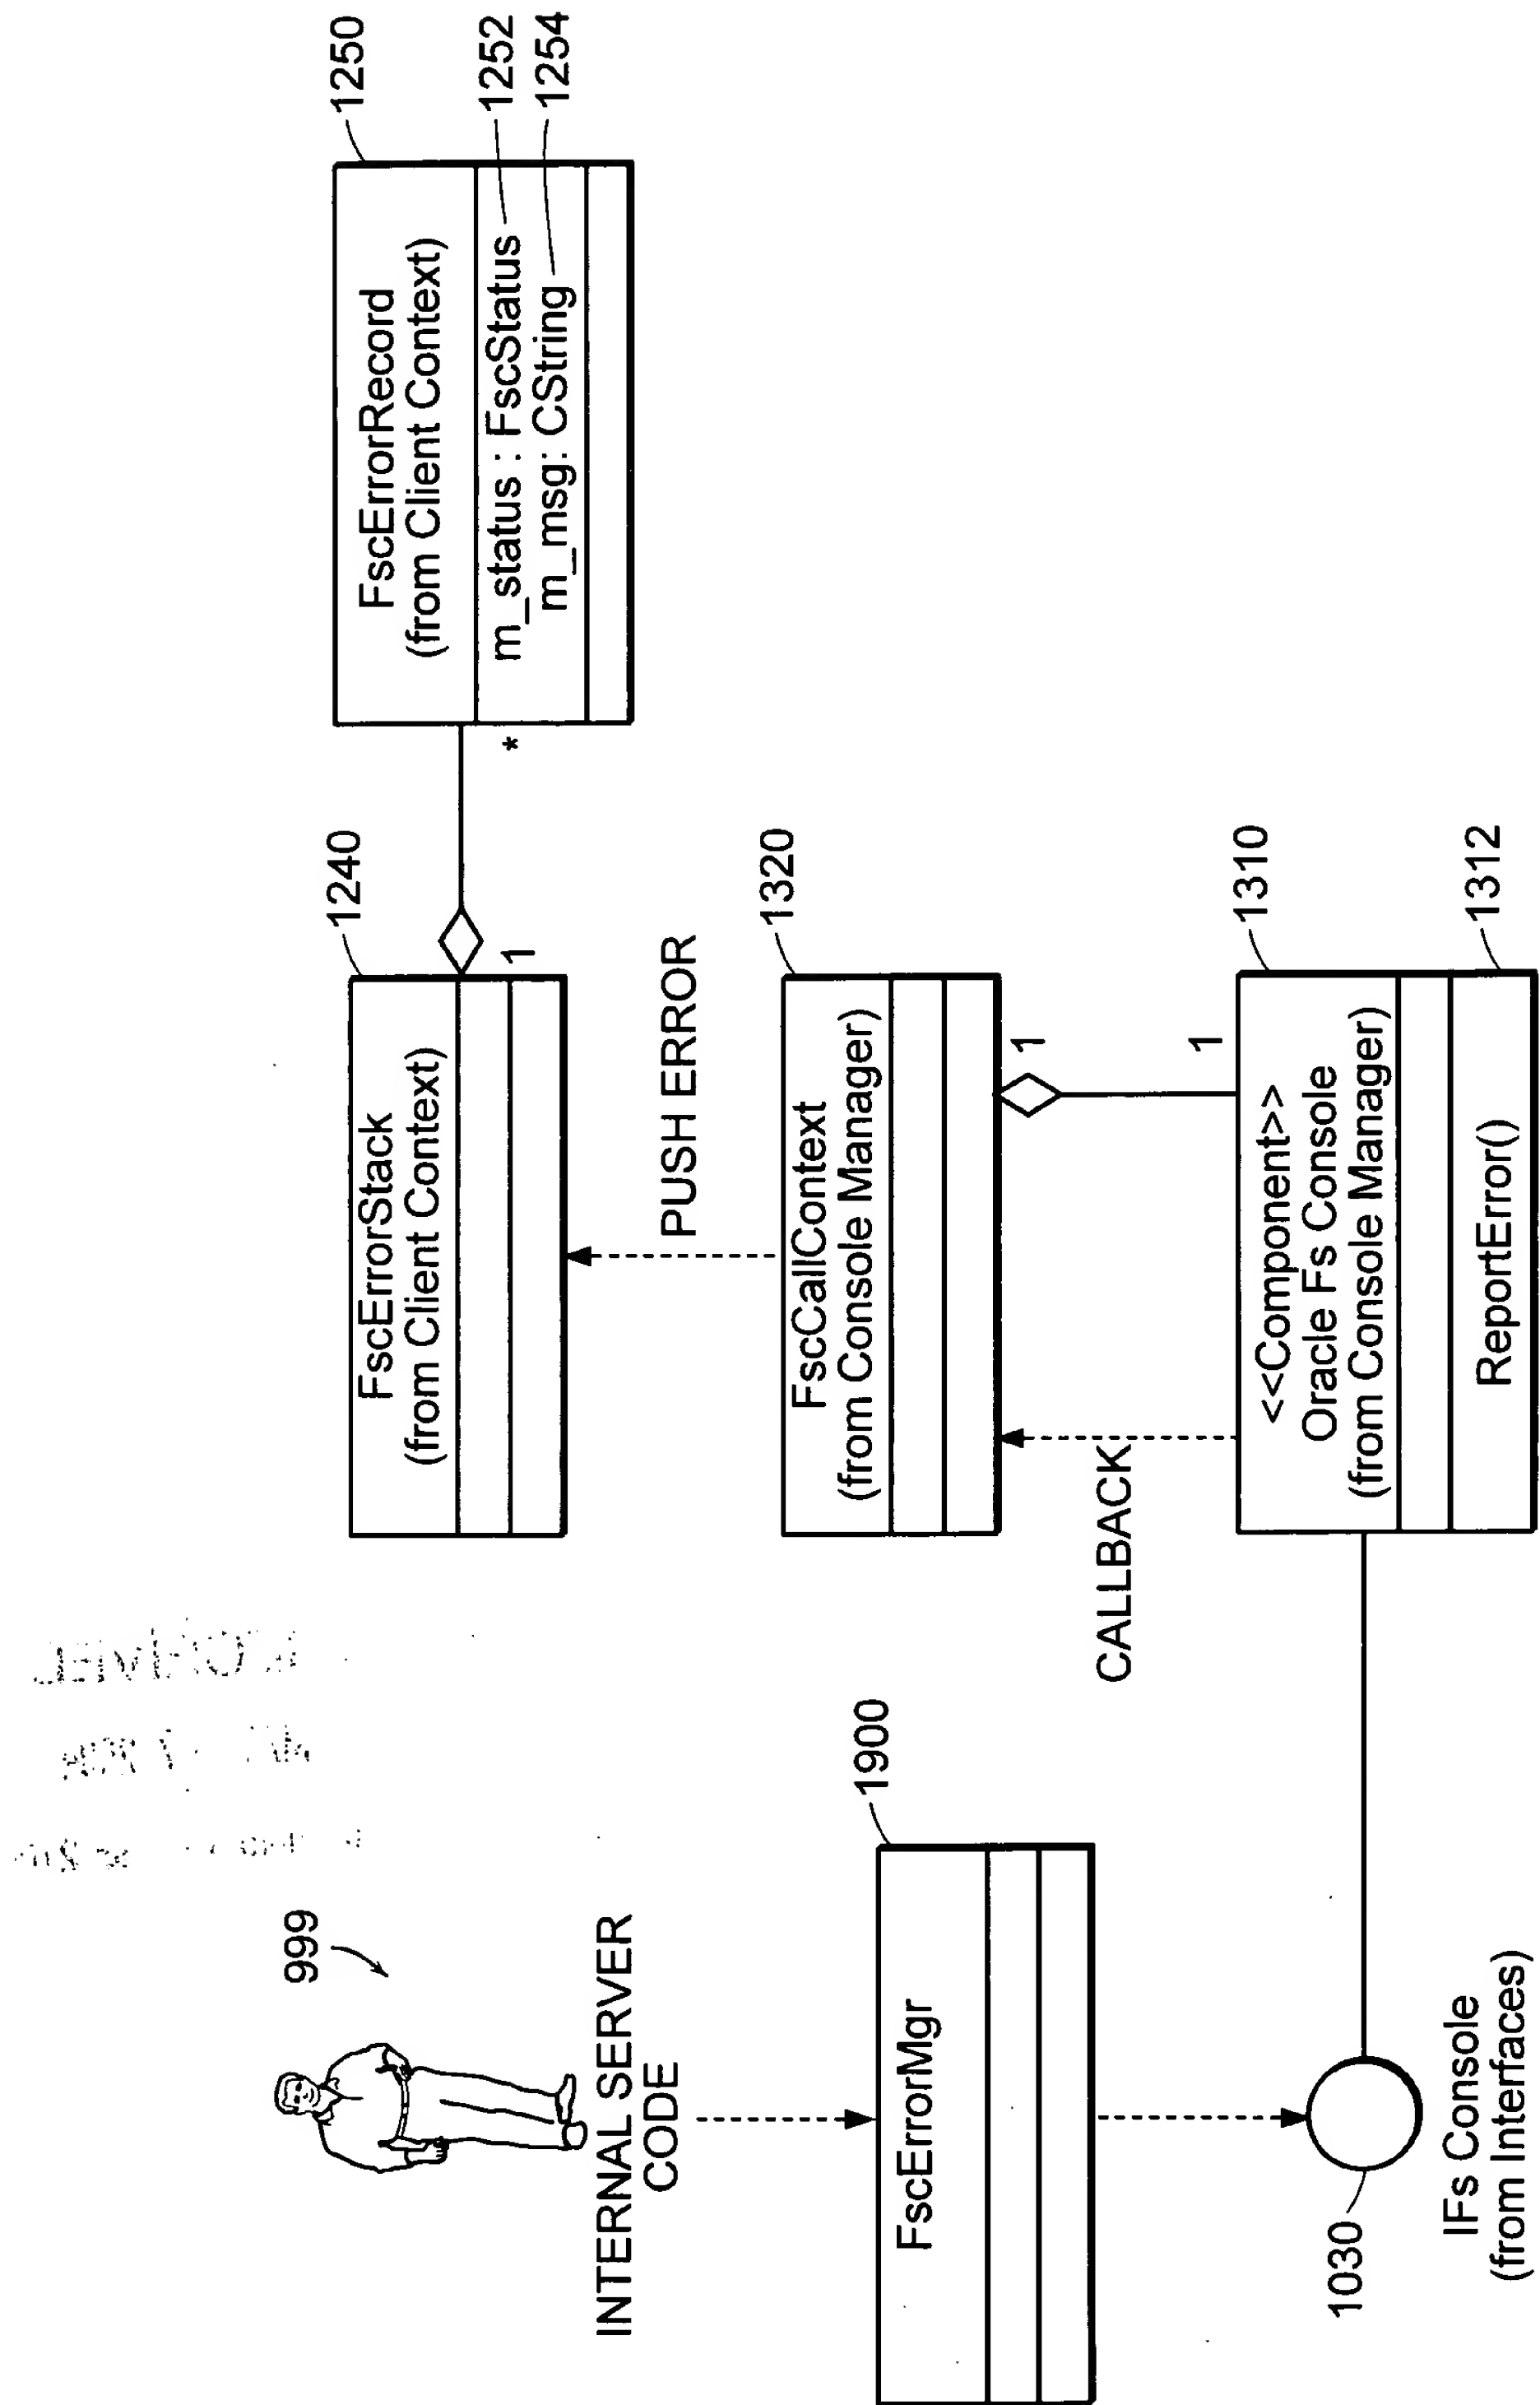 999
INTERNAL SERVER
CODE
FscErrorMgr
1900
1030
IFs Console
(from Interfaces)
FscErrorStack
(from Client Context)
1240
1
*
FscErrorRecord
(from Client Context)
m_status : FscStatus
m_msg: CString
1250
1252
1254
PUSH ERROR
FscCallContext
(from Console Manager)
1320
CALLBACK
1
1
<<Component>>
Oracle Fs Console
(from Console Manager)
ReportError()
1310
1312